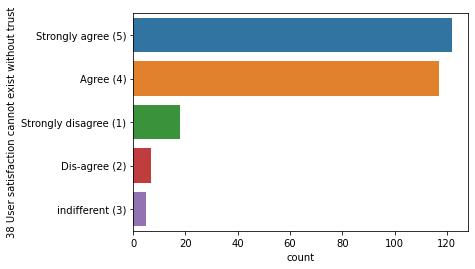 38 User satisfaction cannot exist without trust
Strongly agree (5)
Agree (4)
Strongly disagree (1)
Dis-agree (2)
indifferent (3)
0 20 40 60 80 100 120
count